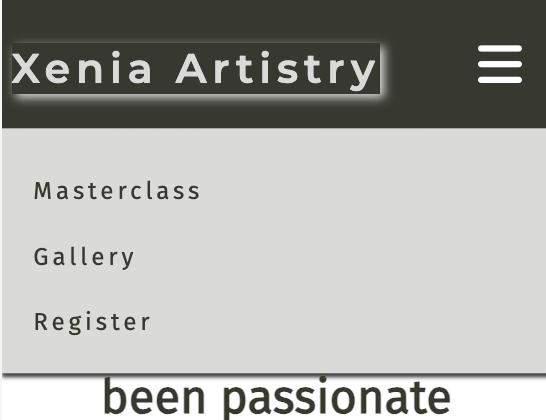 Xenia Artistry
Masterclass
Gallery
Register
been passionate